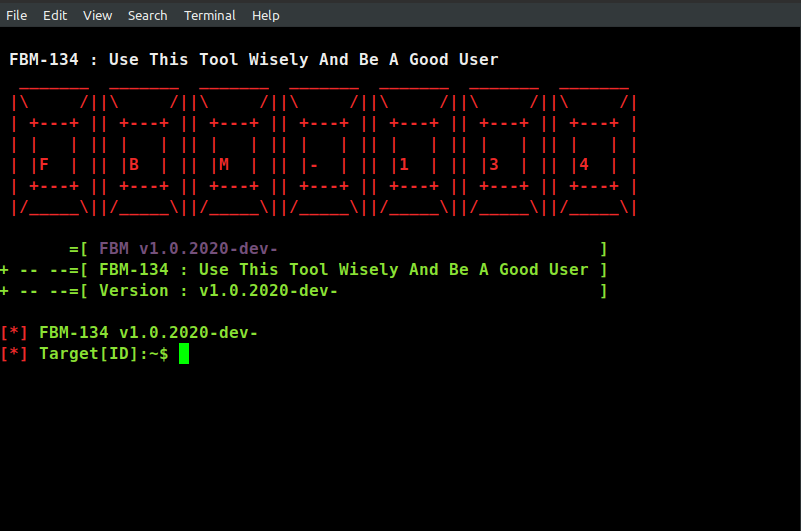 File Edit View Search Terminal Help
FBM-134 : Use This Tool Wisely And Be A Good User
 _______  _______  _______  _______  _______  _______  _______
|\     /||\     /||\     /||\     /||\     /||\     /||\     /|
| +---+ || +---+ || +---+ || +---+ || +---+ || +---+ || +---+ |
| |   | || |   | || |   | || |   | || |   | || |   | || |   | |
| |F  | || |B  | || |M  | || |-  | || |1  | || |3  | || |4  | |
| +---+ || +---+ || +---+ || +---+ || +---+ || +---+ || +---+ |
|/_____\||/_____\||/_____\||/_____\||/_____\||/_____\||/_____\|
=[ FBM v1.0.2020-dev- ]
+ -- --=[ FBM-134 : Use This Tool Wisely And Be A Good User ]
+ -- --=[ Version : v1.0.2020-dev- ]
[*] FBM-134 v1.0.2020-dev-
[*] Target[ID]:~$